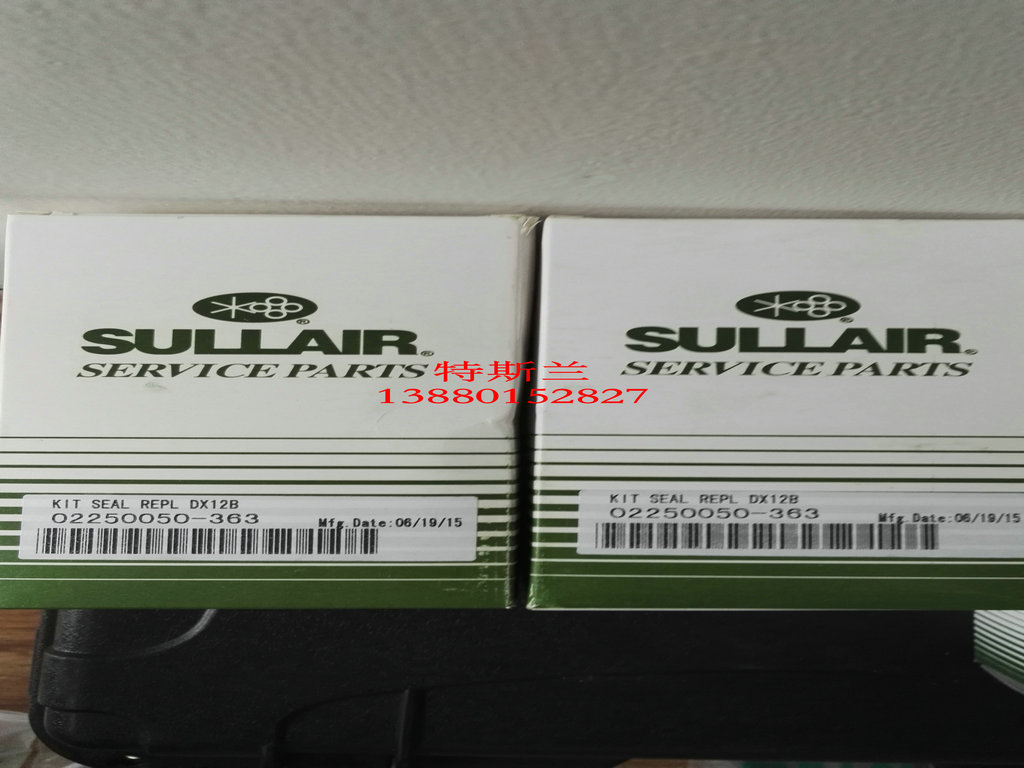 SULLAIR®
SERVICE PARTS
KIT SEAL REPL DX12B
02250050-363
Mfg.Date:06/19/15
SULLAIR®
SERVICE PARTS
KIT SEAL REPL DX12B
02250050-363
Mfg.Date:06/19/15
特斯兰
13880152827